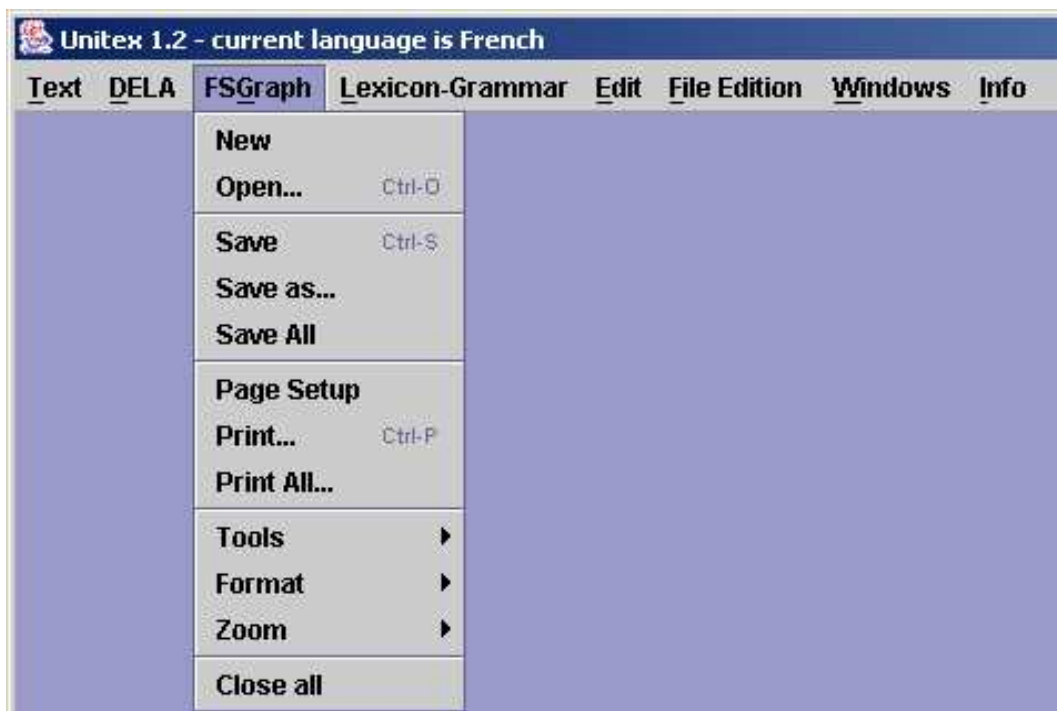 Unitex 1.2 - current language is French
Text DELA FSGraph Lexicon-Grammar Edit File Edition Windows Info
New
Open... Ctrl-O
Save Ctrl-S
Save as...
Save All
Page Setup
Print... Ctrl-P
Print All...
Tools
Format
Zoom
Close all